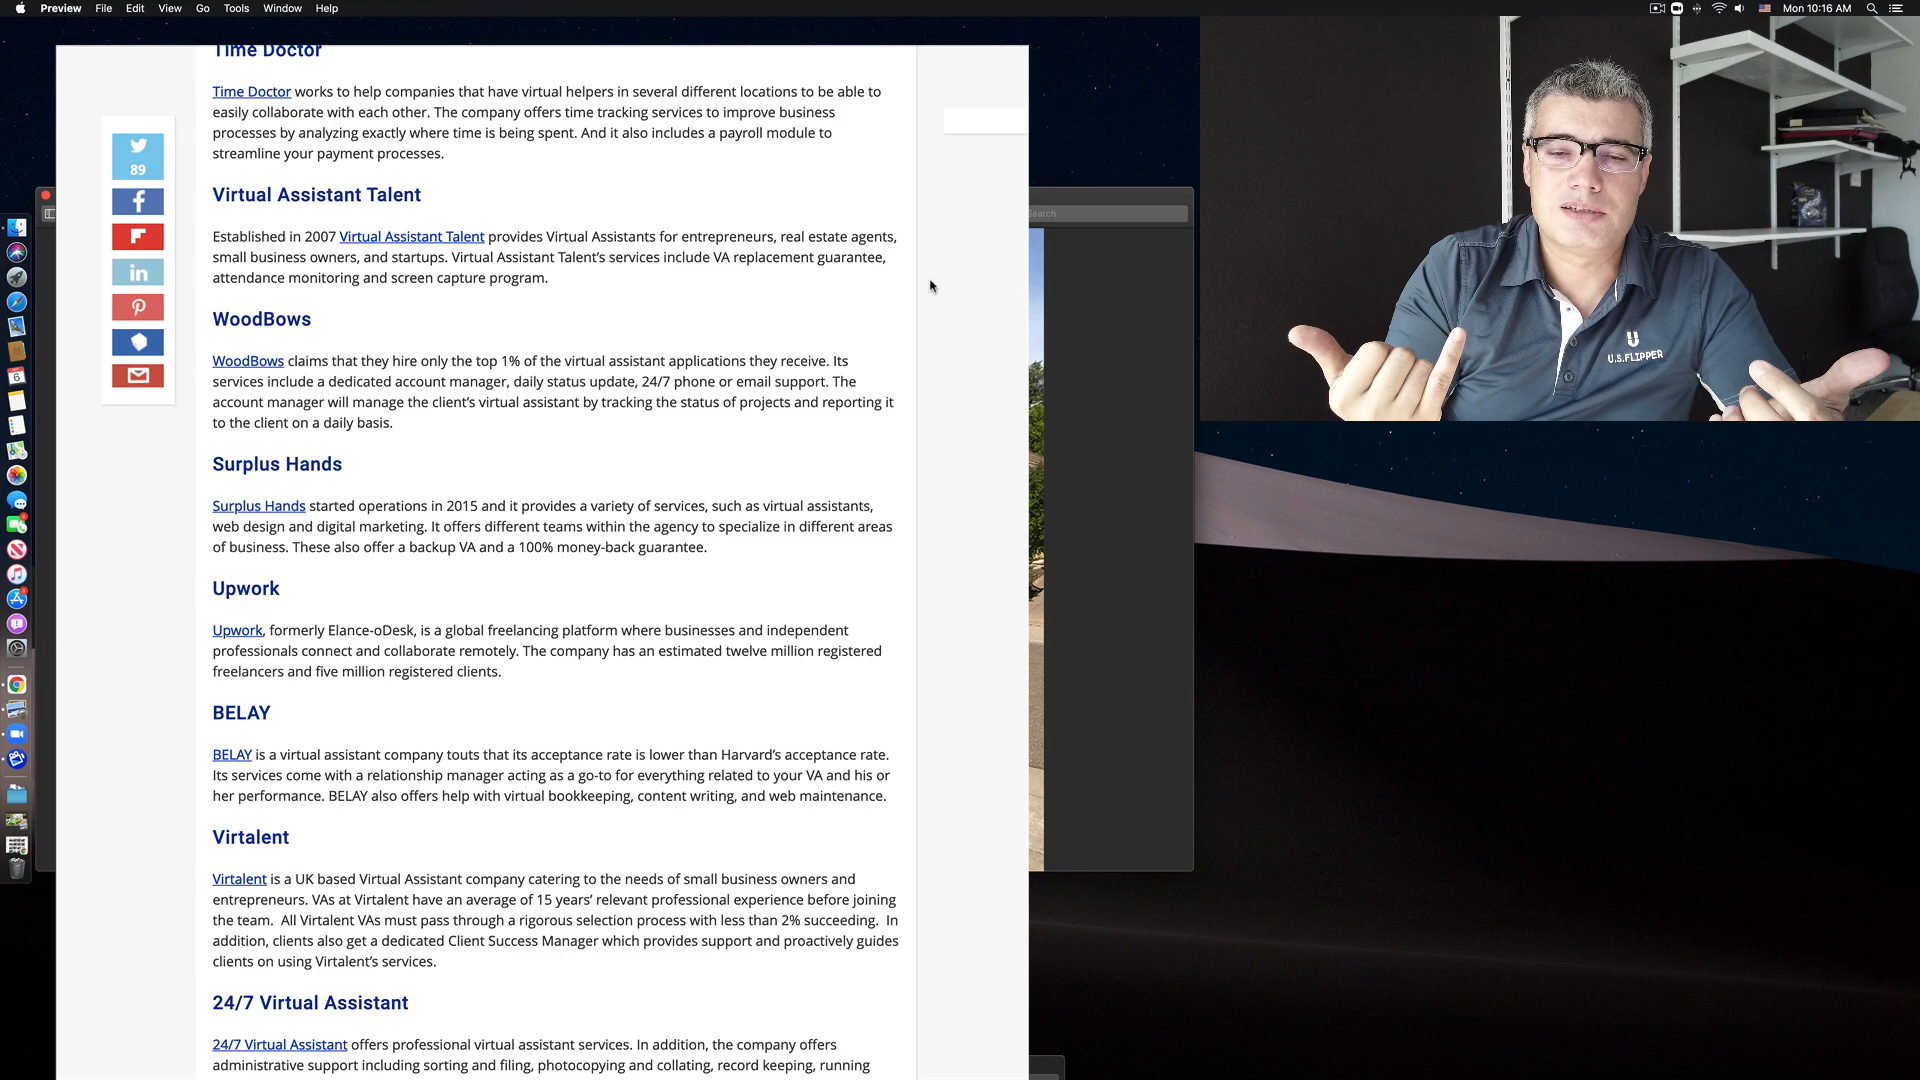 Preview File Edit View Go Tools Window Help Mon 10:16 AM
Time Doctor
Time Doctor works to help companies that have virtual helpers in several different locations to be able to
easily collaborate with each other. The company offers time tracking services to improve business
processes by analyzing exactly where time is being spent. And it also includes a payroll module to
streamline your payment processes.
89
Virtual Assistant Talent
Established in 2007 Virtual Assistant Talent provides Virtual Assistants for entrepreneurs, real estate agents,
small business owners, and startups. Virtual Assistant Talent’s services include VA replacement guarantee,
attendance monitoring and screen capture program.
WoodBows
WoodBows claims that they hire only the top 1% of the virtual assistant applications they receive. Its
services include a dedicated account manager, daily status update, 24/7 phone or email support. The
account manager will manage the client’s virtual assistant by tracking the status of projects and reporting it
to the client on a daily basis.
Surplus Hands
Surplus Hands started operations in 2015 and it provides a variety of services, such as virtual assistants,
web design and digital marketing. It offers different teams within the agency to specialize in different areas
of business. These also offer a backup VA and a 100% money-back guarantee.
Upwork
Upwork, formerly Elance-oDesk, is a global freelancing platform where businesses and independent
professionals connect and collaborate remotely. The company has an estimated twelve million registered
freelancers and five million registered clients.
BELAY
BELAY is a virtual assistant company touts that its acceptance rate is lower than Harvard’s acceptance rate.
Its services come with a relationship manager acting as a go-to for everything related to your VA and his or
her performance. BELAY also offers help with virtual bookkeeping, content writing, and web maintenance.
Virtalent
Virtalent is a UK based Virtual Assistant company catering to the needs of small business owners and
entrepreneurs. VAs at Virtalent have an average of 15 years’ relevant professional experience before joining
the team. All Virtalent VAs must pass through a rigorous selection process with less than 2% succeeding. In
addition, clients also get a dedicated Client Success Manager which provides support and proactively guides
clients on using Virtalent’s services.
24/7 Virtual Assistant
24/7 Virtual Assistant offers professional virtual assistant services. In addition, the company offers
administrative support including sorting and filing, photocopying and collating, record keeping, running
Search
U
U.S.FLIPPER
6